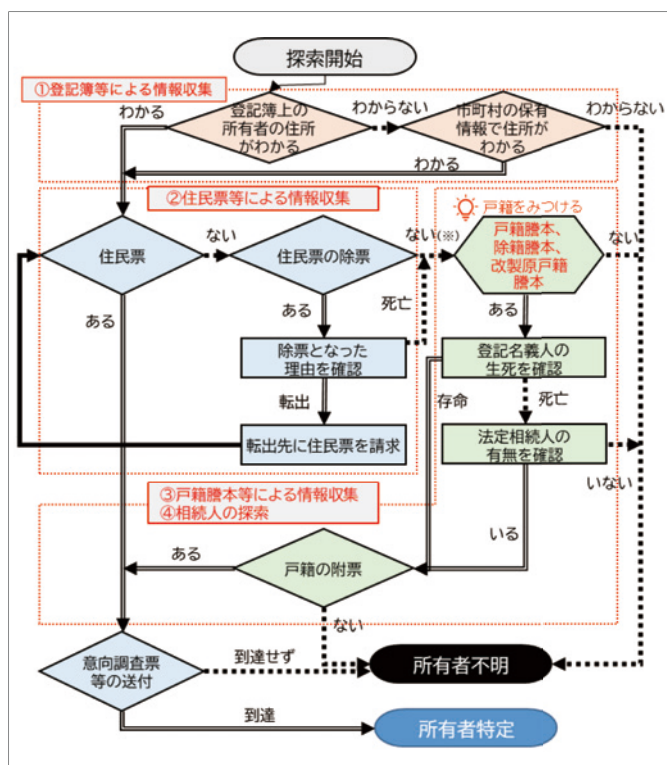 探索開始
①登記簿等による情報収集
わかる
登記簿上の
所有者の住所
がわかる
わからない
市町村の保有
情報で住所が
わかる
わからない
わかる
②住民票等による情報収集
戸籍をみつける
住民票
ない
住民票の除票
ない(※)
戸籍謄本、
除籍謄本、
改製原戸籍
謄本
ない
ある
ある
死亡
ある
除票となった
理由を確認
登記名義人の
生死を確認
転出
存命
死亡
転出先に住民票を請求
法定相続人の
有無を確認
いない
③戸籍謄本等による情報収集
④相続人の探索
いる
ある
戸籍の附票
ない
意向調査票
等の送付
到達せず
所有者不明
到達
所有者特定